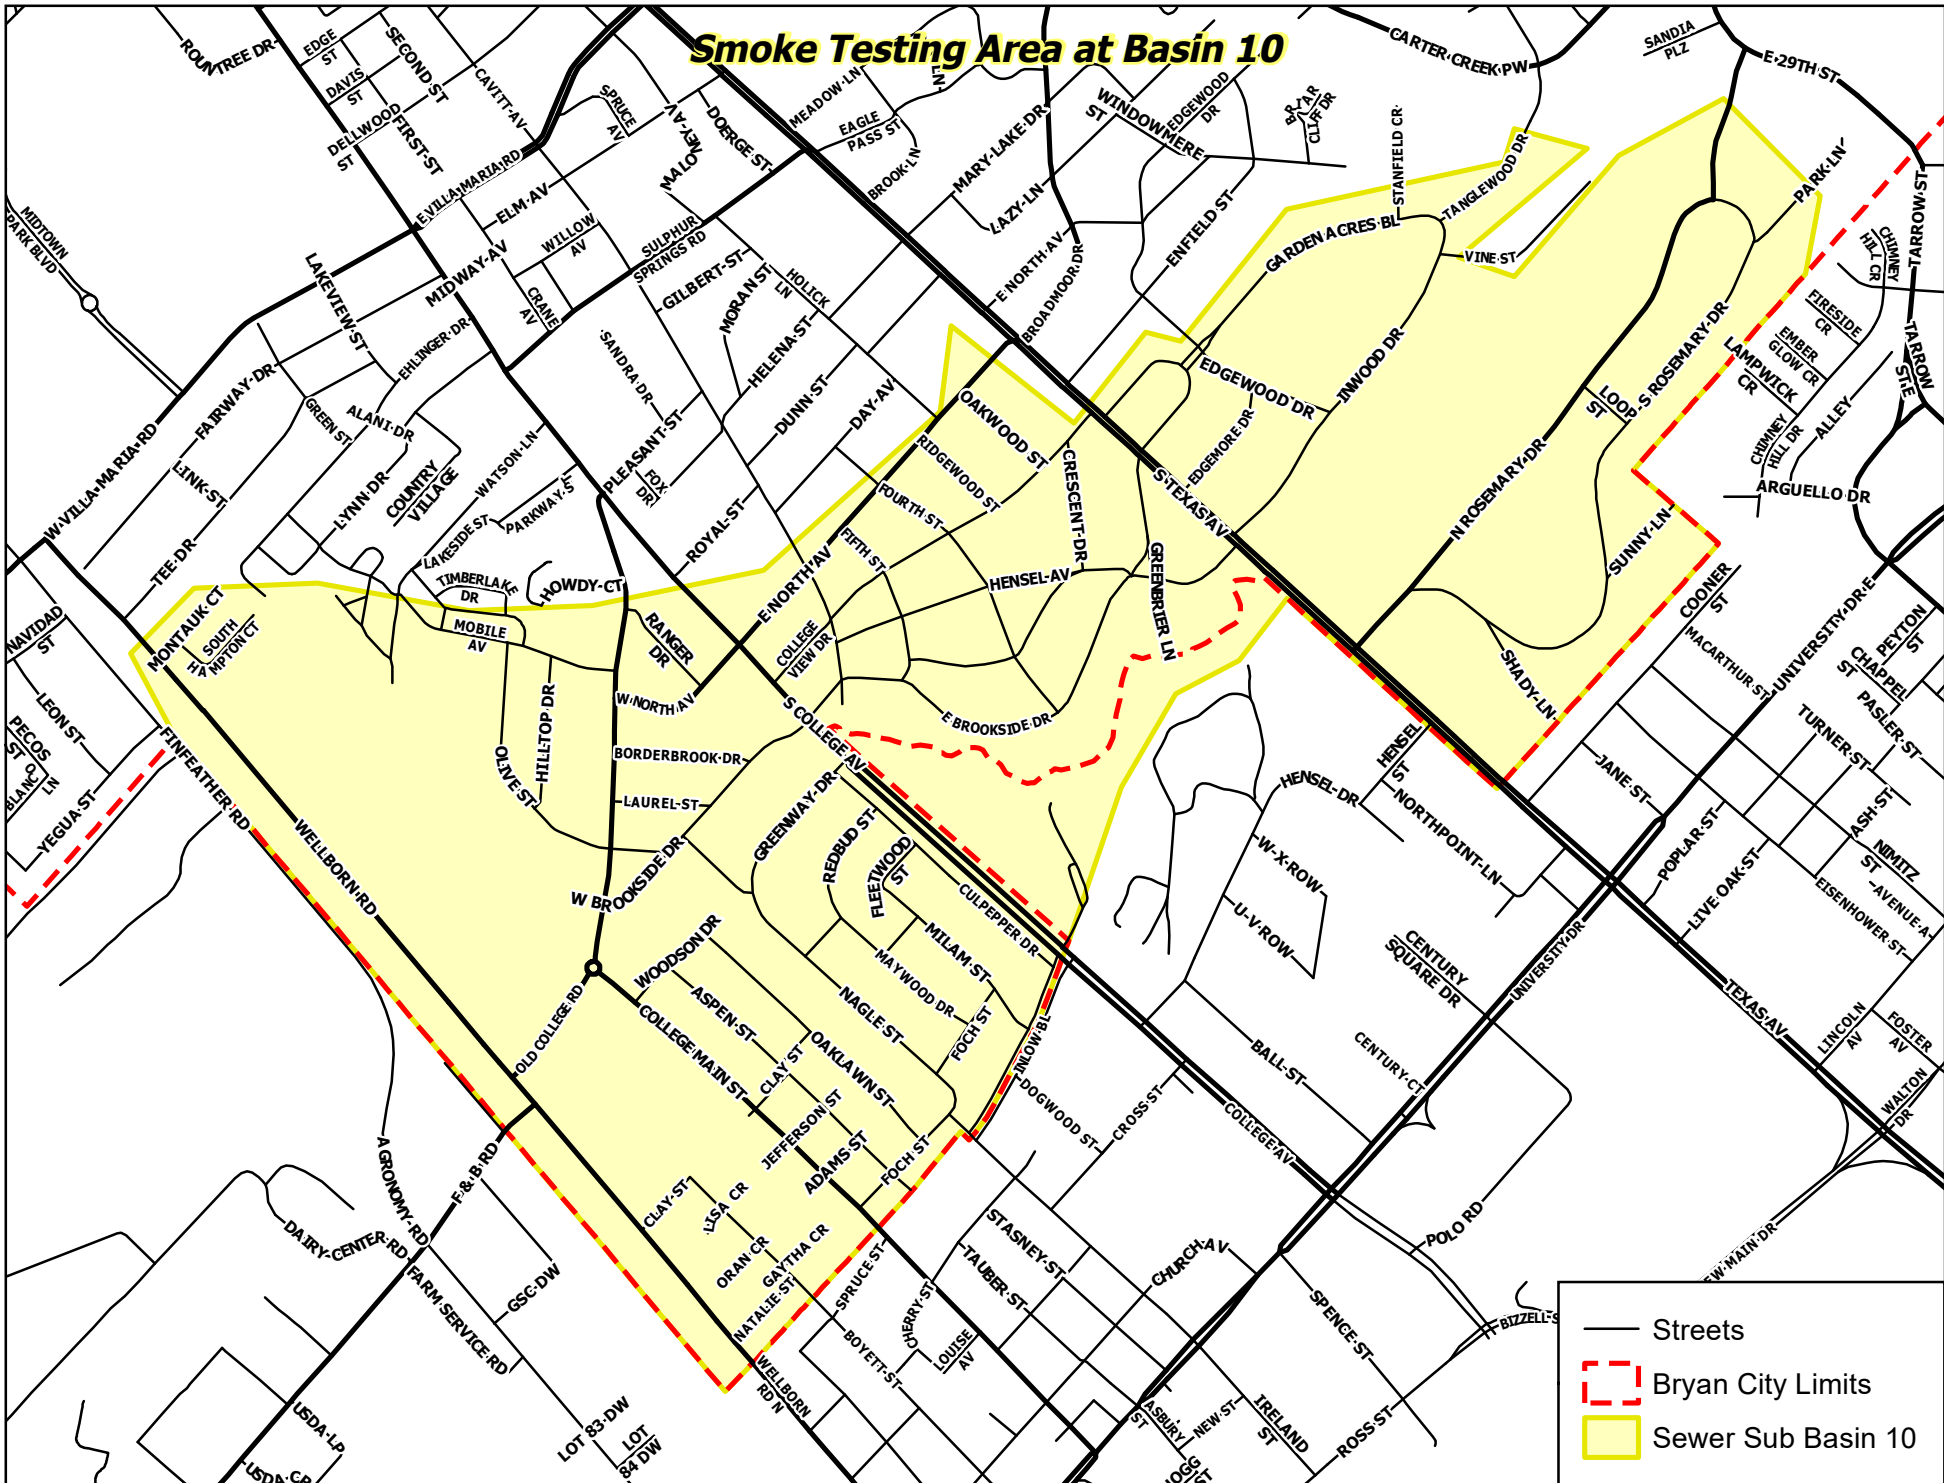 Smoke Testing Area at Basin 10
ROUNTREE DR
EDGE
ST
DAVIS
ST
SECOND ST
CAVITT AV
DELLWOOD
ST
FIRST ST
SPRUCE
AV
MALONEY AV
DOERGE ST
MEADOW LN
EAGLE
PASS ST
LN
BROOK LN
MARY LAKE DR
WINDOWMERE
ST
EDGEWOOD
DR
BRIAR
CLIFF DR
CARTER CREEK PW
SANDIA
PLZ
E 29TH ST
STANFIELD CR
TANGLEWOOD DR
PARK LN
TARROW ST
CHIMNEY
HILL CR
MIDTOWN
PARK BLVD
E VILLA MARIA RD
ELM AV
WILLOW
AV
SULPHUR
SPRINGS RD
LAZY LN
E NORTH AV
BROADMOOR DR
ENFIELD ST
GARDEN ACRES BL
VINE ST
LAKEVIEW ST
MIDWAY AV
CRANE
AV
GILBERT ST
MORAN ST
HOLICK
LN
HELENA ST
SANDRA DR
EHLINGER DR
FAIRWAY DR
GREEN ST
ALANI DR
LINK ST
W VILLA MARIA RD
TEE DR
LYNN DR
COUNTRY
VILLAGE
WATSON LN
LAKESIDE ST
PARKWAY S
PLEASANT ST
FOX
DR
DUNN ST
DAY AV
ROYAL ST
OAKWOOD ST
RIDGEWOOD ST
FOURTH ST
FIFTH ST
CRESCENT DR
S TEXAS AV
EDGEWOOD DR
EDGEMORE DR
INWOOD DR
N ROSEMARY DR
S ROSEMARY DR
LOOP
ST
LAMPWICK
CR
FIRESIDE
CR
EMBER
GLOW CR
TARROW
ST E
CHIMNEY
HILL DR
ALLEY
ARGUELLO DR
SUNNY LN
COONER
ST
SHADY LN
MACARTHUR ST
UNIVERSITY DR E
PEYTON
ST
CHAPPEL
ST
PASLER ST
TURNER ST
JANE ST
ASH ST
NIMITZ
ST
AVENUE A
EISENHOWER ST
POPLAR ST
LIVE OAK ST
TIMBERLAKE
DR
HOWDY CT
MOBILE
AV
RANGER
DR
E NORTH AV
W NORTH AV
COLLEGE
VIEW DR
HENSEL AV
GREENBRIER LN
E BROOKSIDE DR
S COLLEGE AV
MONTAUK CT
SOUTH
HAMPTON CT
NAVIDAD
ST
LEON ST
PECOS
ST
BLANCO
LN
YEGUA ST
FINFEATHER RD
WELLBORN RD
OLIVE ST
HILLTOP DR
BORDERBROOK DR
LAUREL ST
W BROOKSIDE DR
GREENWAY DR
REDBUD ST
FLEETWOOD
ST
CULPEPPER DR
MILAM ST
MAYWOOD DR
NAGLE ST
FOCH ST
INLOW BL
WOODSON DR
ASPEN ST
COLLEGE MAIN ST
CLAY ST
OAKLAWN ST
JEFFERSON ST
ADAMS ST
FOCH ST
OLD COLLEGE RD
F & B RD
AGRONOMY RD
DAIRY CENTER RD
FARM SERVICE RD
GSC DW
USDA LP
USDA CR
LOT 83 DW
LOT
84 DW
CLAY ST
LISA CR
ORAN CR
GAYTHA CR
NATALIE ST
WELLBORN
RD N
SPRUCE ST
CHERRY ST
BOYETT ST
LOUISE
AV
TAUBER ST
STASNEY ST
DOGWOOD ST
CROSS ST
CHURCH AV
COLLEGE AV
HENSEL
ST
HENSEL DR
NORTHPOINT LN
W-X ROW
U-V ROW
CENTURY
SQUARE DR
UNIVERSITY DR
CENTURY CT
BALL ST
TEXAS AV
LINCOLN
AV
FOSTER
AV
WALTON
DR
POLO RD
EW MAIN DR
BIZZELL S
SPENCE ST
ROSS ST
IRELAND
ST
NEW ST
ASBURY
ST
HOGG
ST
Streets
Bryan City Limits
Sewer Sub Basin 10